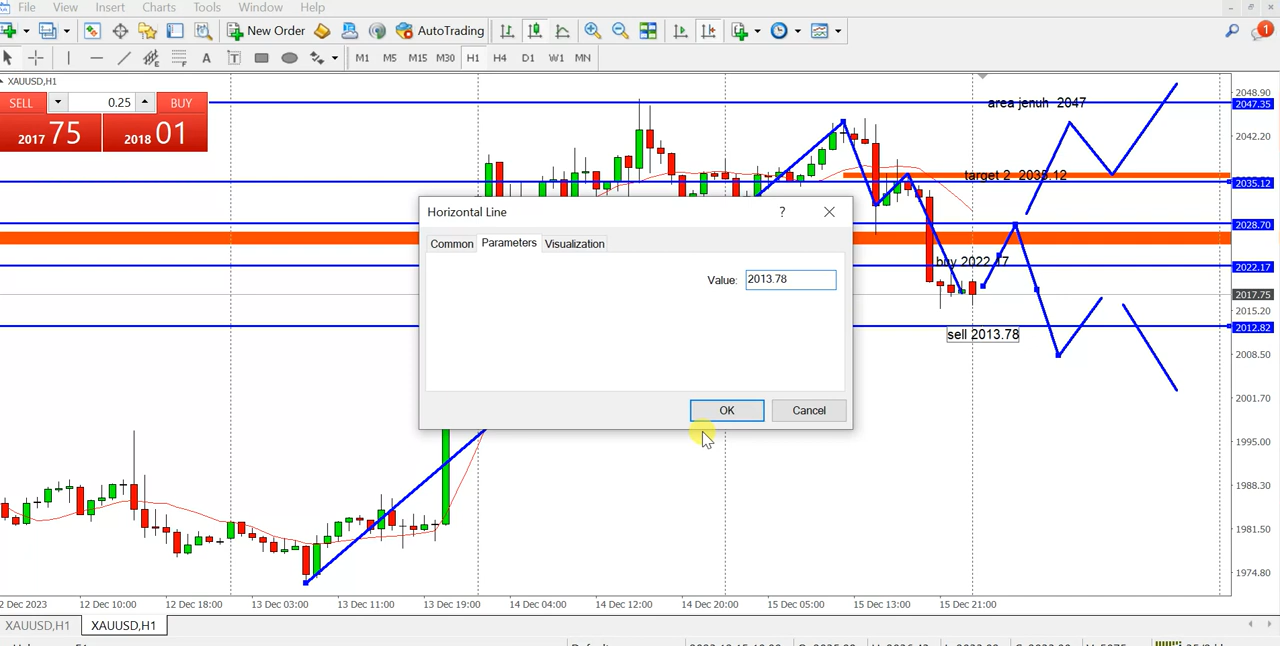 File View Insert Charts Tools Window Help
New Order AutoTrading 1
A T E F M1 M5 M15 M30 H1 H4 D1 W1 MN
XAUUSD,H1
SELL 0.25 BUY
2017 75 2018 01
area jenuh 2047
target 2 2035.12
buy 2022.17
sell 2013.78
Horizontal Line ? 
Common Parameters Visualization
Value: 2013.78
OK Cancel
2048.90
2047.35
2042.20
2035.12
2028.70
2022.17
2017.75
2015.20
2012.82
2008.50
2001.70
1995.00
1988.30
1981.50
1974.80
2 Dec 2023 12 Dec 10:00 12 Dec 18:00 13 Dec 03:00 13 Dec 11:00 13 Dec 19:00 14 Dec 04:00 14 Dec 12:00 14 Dec 20:00 15 Dec 05:00 15 Dec 13:00 15 Dec 21:00
XAUUSD,H1 XAUUSD,H1